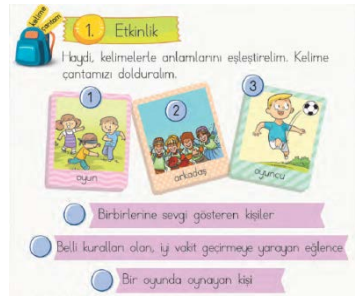 kelime
çantam
1. Etkinlik
Haydi, kelimelerle anlamlarını eşleştirelim. Kelime
çantamızı dolduralım.
1
2
3
oyun
arkadaş
oyuncu
Birbirlerine sevgi gösteren kişiler
Belli kuralları olan, iyi vakit geçirmeye yarayan eğlence
Bir oyunda oynayan kişi